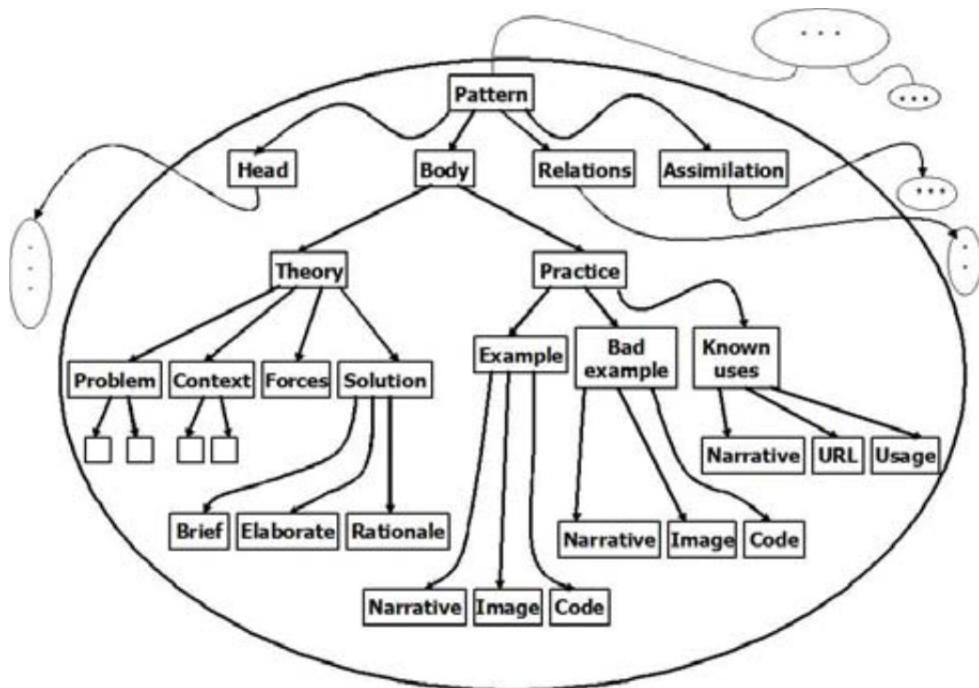 Pattern
Head
Body
Relations
Assimilation
Theory
Practice
Problem
Context
Forces
Solution
Example
Bad
example
Known
uses
Narrative
URL
Usage
Brief
Elaborate
Rationale
Narrative
Image
Code
Narrative
Image
Code